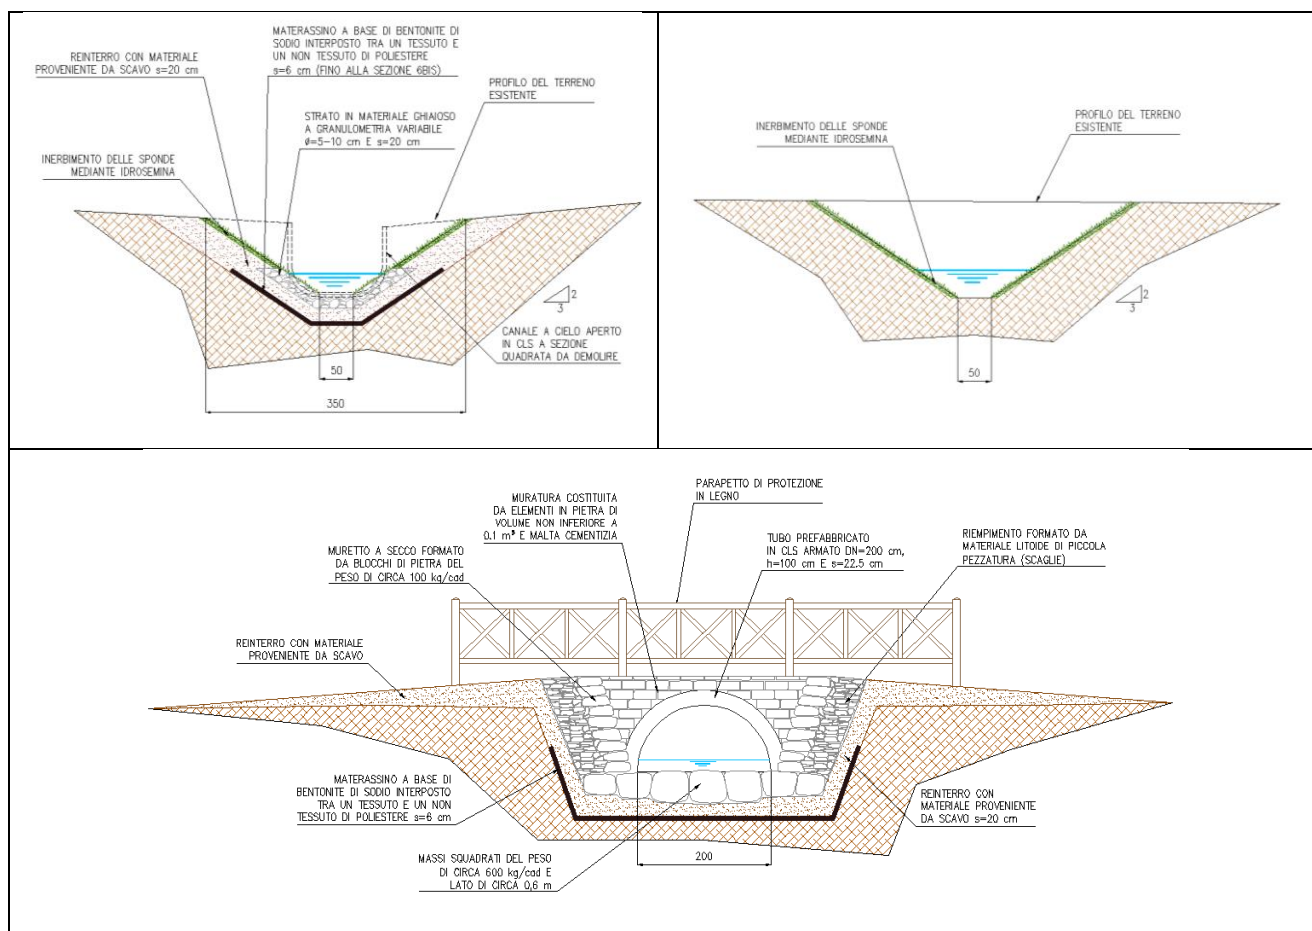 MATERASSINO A BASE DI BENTONITE DI
SODIO INTERPOSTO TRA UN TESSUTO E
UN NON TESSUTO DI POLIESTERE
s=6 cm (FINO ALLA SEZIONE 6BIS)
REINTERRO CON MATERIALE
PROVENIENTE DA SCAVO s=20 cm
PROFILO DEL TERRENO
ESISTENTE
STRATO IN MATERIALE GHIAIOSO
A GRANULOMETRIA VARIABILE
ø=5-10 cm E s=20 cm
INERBIMENTO DELLE SPONDE
MEDIANTE IDROSEMINA
2
3
CANALE A CIELO APERTO
IN CLS A SEZIONE
QUADRATA DA DEMOLIRE
50
350
PROFILO DEL TERRENO
ESISTENTE
INERBIMENTO DELLE SPONDE
MEDIANTE IDROSEMINA
2
3
50
PARAPETTO DI PROTEZIONE
IN LEGNO
MURATURA COSTITUITA
DA ELEMENTI IN PIETRA DI
VOLUME NON INFERIORE A
0.1 m³ E MALTA CEMENTIZIA
TUBO PREFABBRICATO
IN CLS ARMATO DN=200 cm,
h=100 cm E s=22.5 cm
RIEMPIMENTO FORMATO DA
MATERIALE LITOIDE DI PICCOLA
PEZZATURA (SCAGLIE)
MURETTO A SECCO FORMATO
DA BLOCCHI DI PIETRA DEL
PESO DI CIRCA 100 kg/cad
REINTERRO CON MATERIALE
PROVENIENTE DA SCAVO
MATERASSINO A BASE DI
BENTONITE DI SODIO INTERPOSTO
TRA UN TESSUTO E UN NON
TESSUTO DI POLIESTERE s=6 cm
REINTERRO CON
MATERIALE PROVENIENTE
DA SCAVO s=20 cm
MASSI SQUADRATI DEL PESO
DI CIRCA 600 kg/cad E
LATO DI CIRCA 0,6 m
200